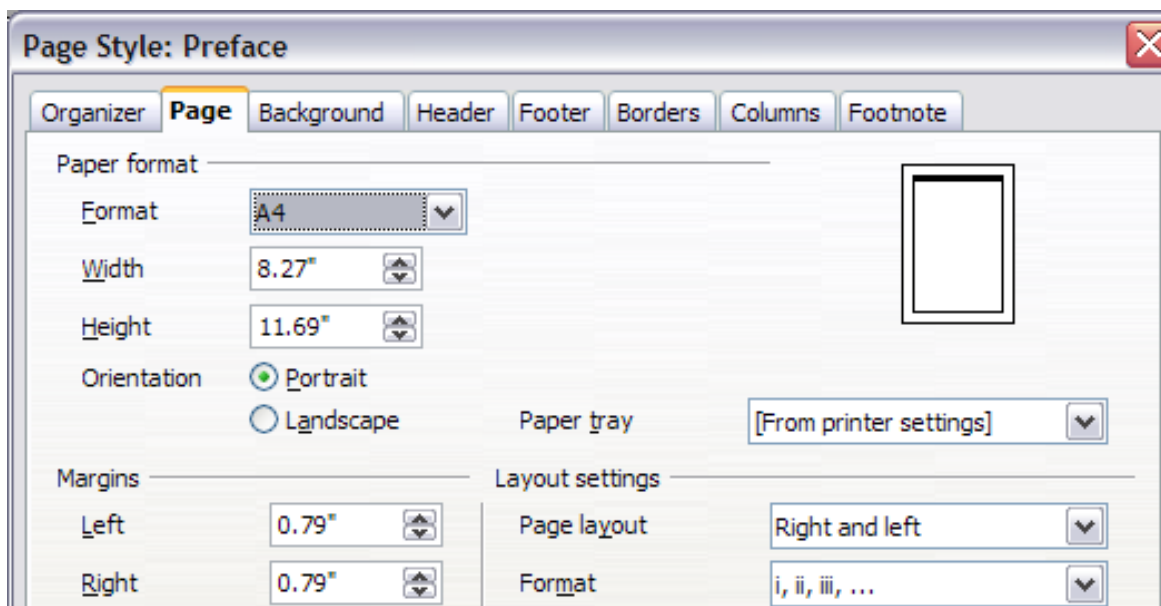 Page Style: Preface
Organizer Page Background Header Footer Borders Columns Footnote
Paper format
Format A4
Width 8.27"
Height 11.69"
Orientation Portrait
Landscape Paper tray [From printer settings]
Margins Layout settings
Left 0.79" Page layout Right and left
Right 0.79" Format i, ii, iii, ...